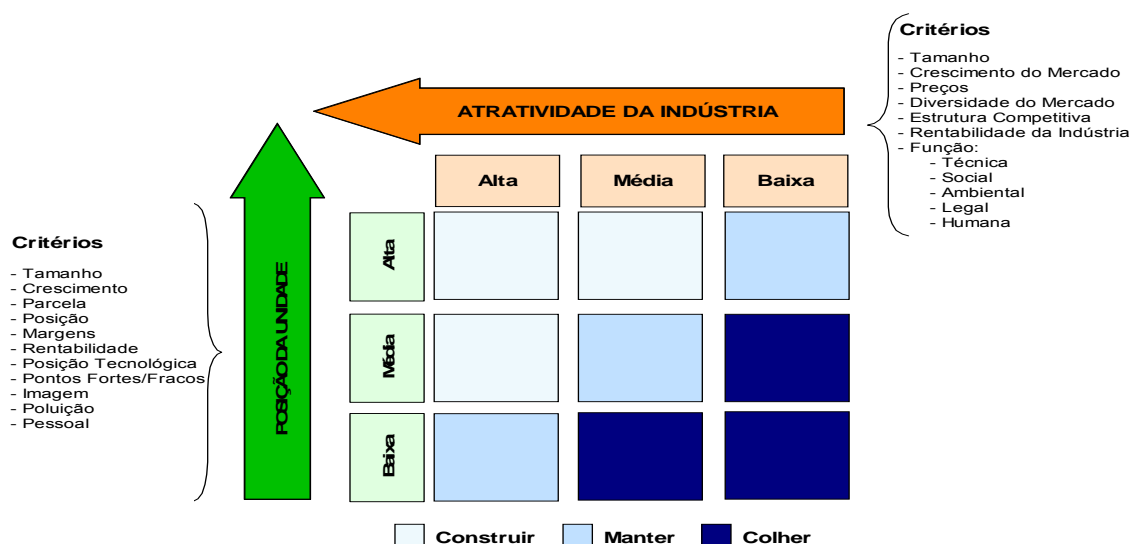 Critérios
- Tamanho
- Crescimento do Mercado
- Preços
- Diversidade do Mercado
- Estrutura Competitiva
- Rentabilidade da Indústria
- Função:
- Técnica
- Social
- Ambiental
- Legal
- Humana
ATRATIVIDADE DA INDÚSTRIA
Alta Média Baixa
Critérios
- Tamanho
- Crescimento
- Parcela
- Posição
- Margens
- Rentabilidade
- Posição Tecnológica
- Pontos Fortes/Fracos
- Imagem
- Poluição
- Pessoal
POSIÇÃO DA UNIDADE
Alta
Média
Baixa
Construir Manter Colher